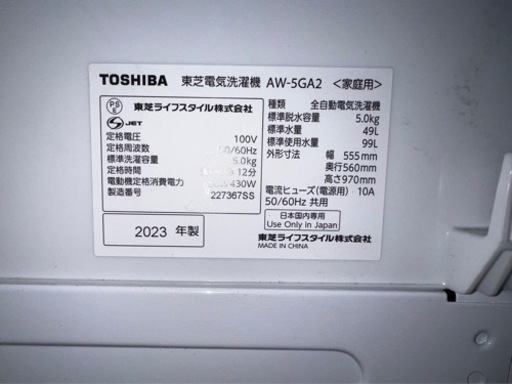 TOSHIBA 東芝電気洗濯機 AW-5GA2 <家庭用>
PS E
JET
東芝ライフスタイル株式会社
定格電圧 100V
定格周波数 50/60Hz
標準洗濯容量 5.0kg
定格時間 12分
電動機定格消費電力 430W
製造番号 227367SS
2023 年製
種類 全自動電気洗濯機
標準脱水容量 5.0kg
標準水量 49L
標準使用水量 99L
外形寸法 幅 555mm
奥行560mm
高さ970mm
電流ヒューズ(電源用) 10A
50/60Hz 共用
日本国内専用
Use Only in Japan
東芝ライフスタイル株式会社
MADE IN CHINA